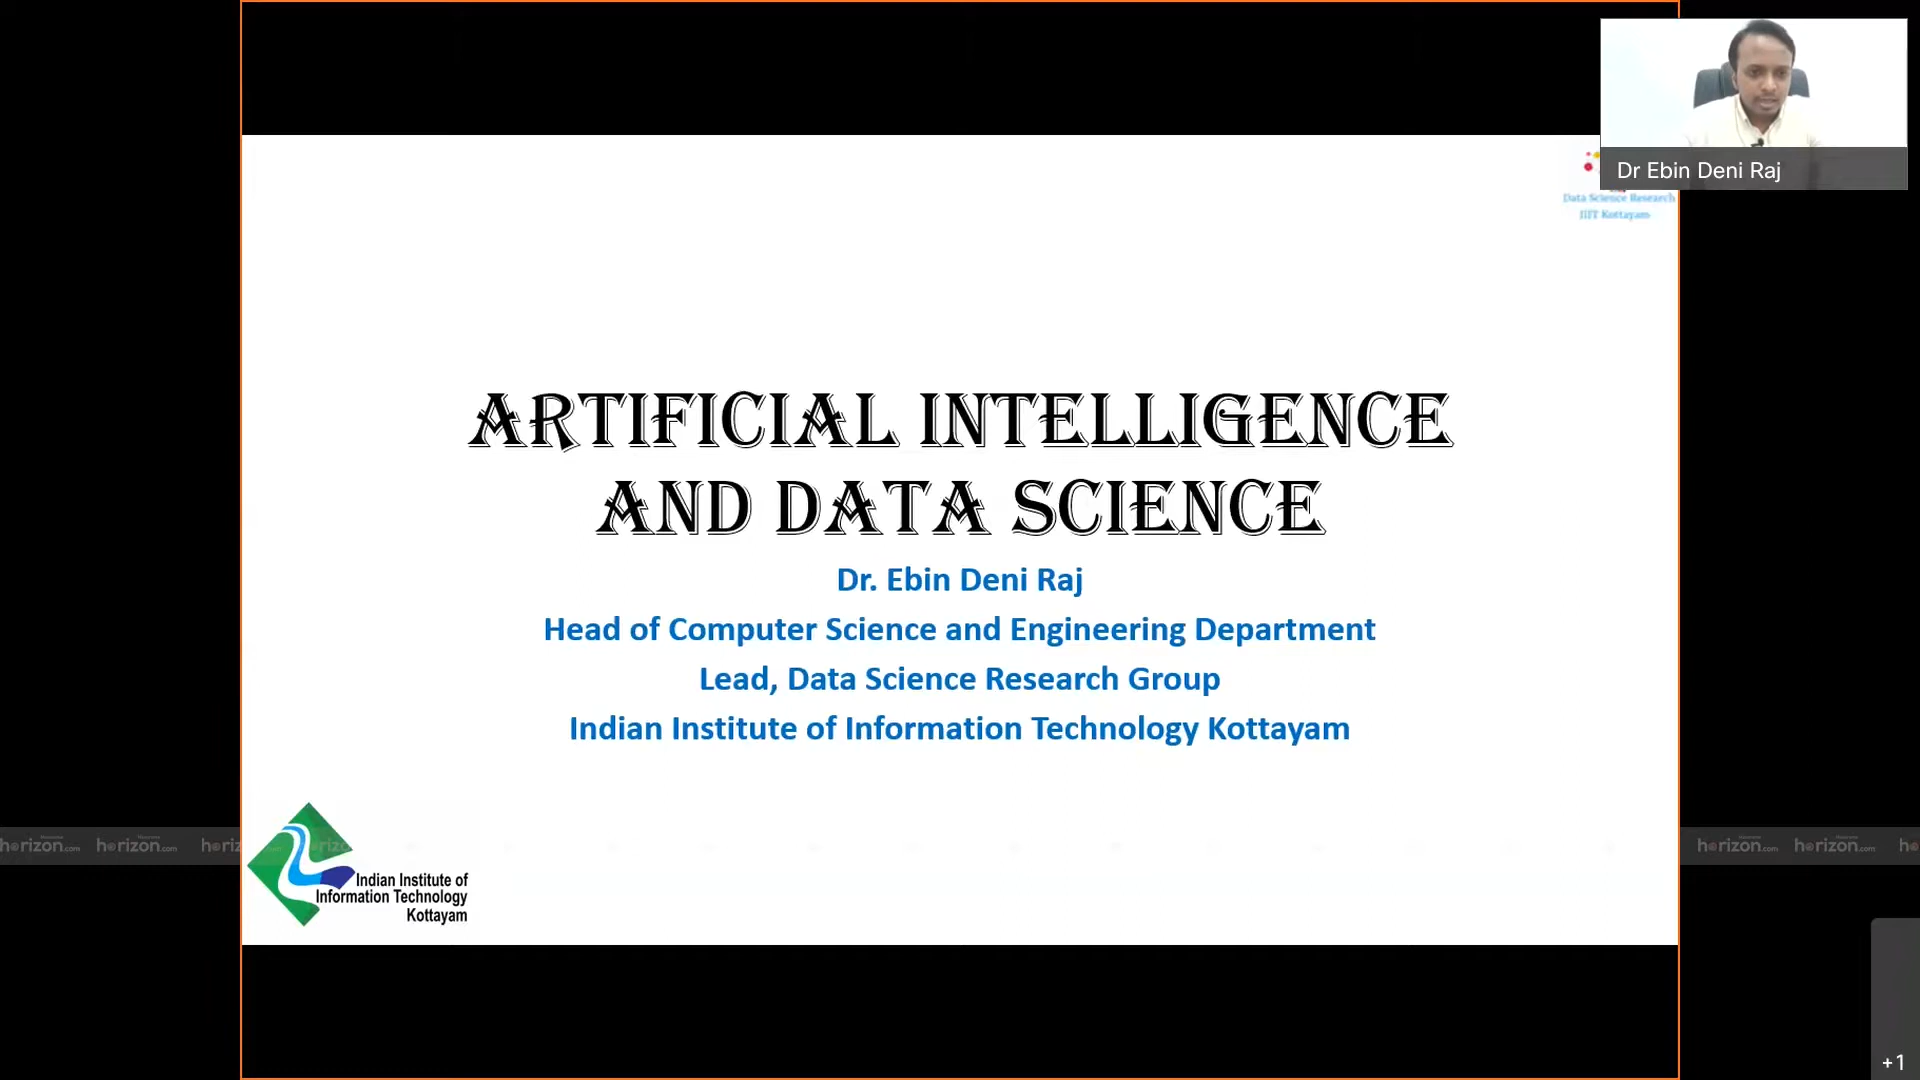 Dr Ebin Deni Raj
Data Science Research
IIIT Kottayam
ARTIFICIAL INTELLIGENCE
AND DATA SCIENCE
Dr. Ebin Deni Raj
Head of Computer Science and Engineering Department
Lead, Data Science Research Group
Indian Institute of Information Technology Kottayam
horizon.com horizon.com horiz
horizon.com horizon.com ho
Indian Institute of
Information Technology
Kottayam
+1